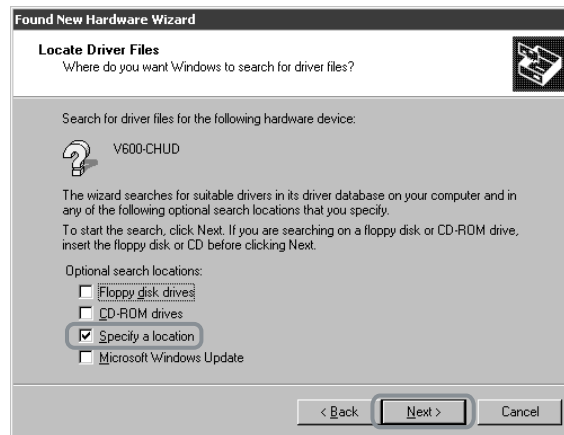 Found New Hardware Wizard
Locate Driver Files
Where do you want Windows to search for driver files?
Search for driver files for the following hardware device:
V600-CHUD
The wizard searches for suitable drivers in its driver database on your computer and in
any of the following optional search locations that you specify.
To start the search, click Next. If you are searching on a floppy disk or CD-ROM drive,
insert the floppy disk or CD before clicking Next.
Optional search locations:
Floppy disk drives
CD-ROM drives
Specify a location
Microsoft Windows Update
< Back Next > Cancel